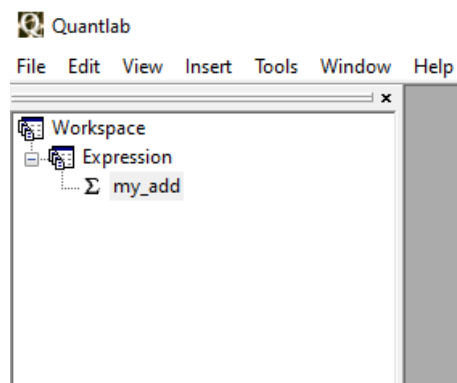 Quantlab
File Edit View Insert Tools Window Help
Workspace
Expression
Σ my_add